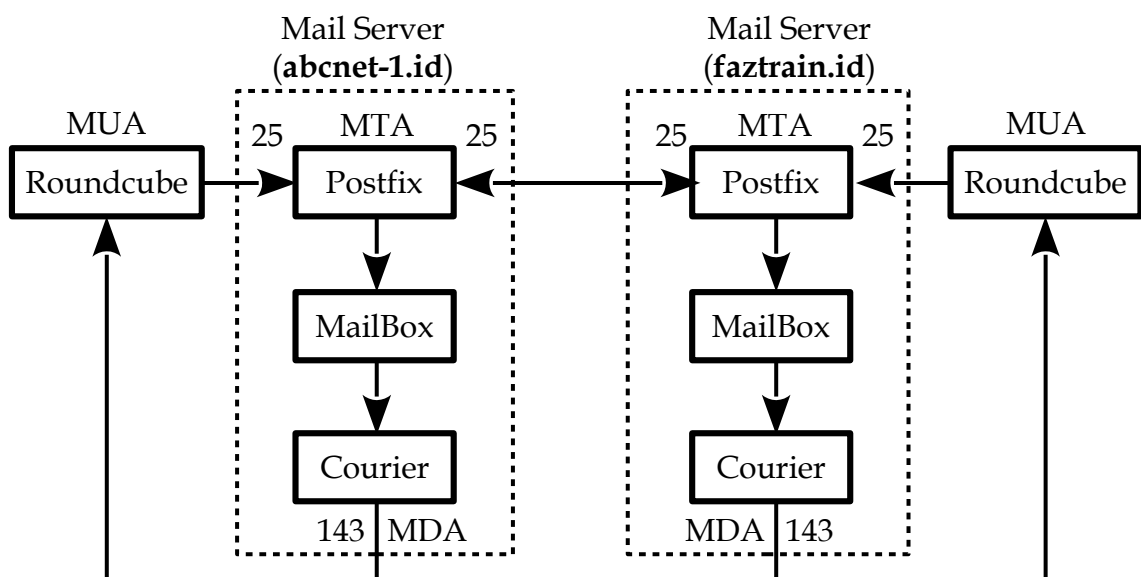 Mail Server
(abcnet-1.id)
Mail Server
(faztrain.id)
MUA
25
MTA
25
25
MTA
25
MUA
Roundcube
Postfix
Postfix
Roundcube
MailBox
MailBox
Courier
Courier
143 MDA
MDA 143